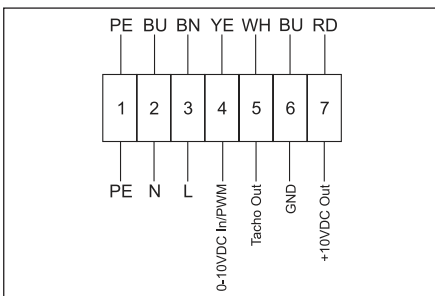 PE BU BN YE WH BU RD
1 2 3 4 5 6 7
PE N L 0-10VDC In/PWM Tacho Out GND +10VDC Out